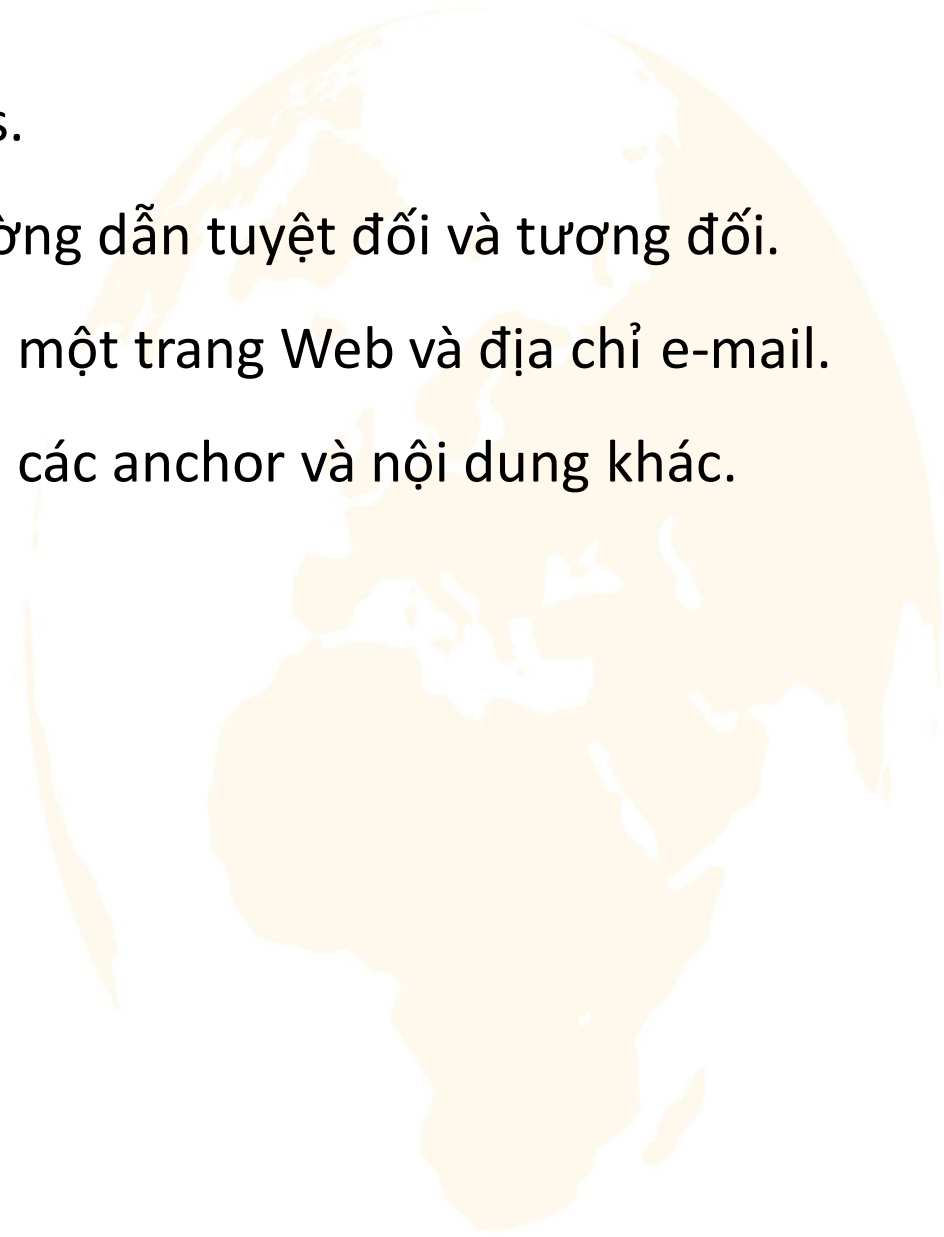 s.
ờng dẫn tuyệt đối và tương đối.
một trang Web và địa chỉ e-mail.
các anchor và nội dung khác.